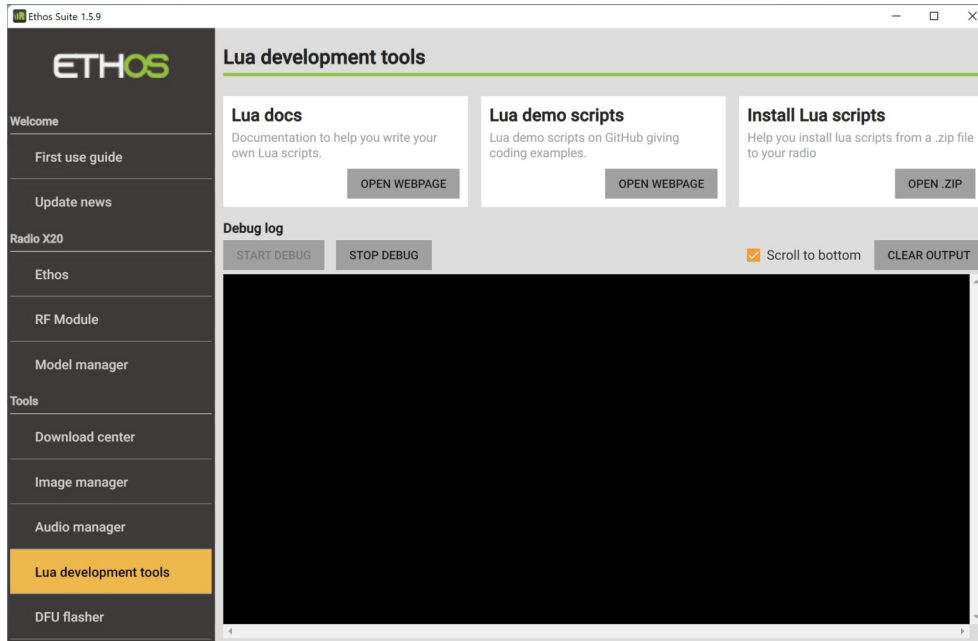 Ethos Suite 1.5.9
ETHOS
Welcome
First use guide
Update news
Radio X20
Ethos
RF Module
Model manager
Tools
Download center
Image manager
Audio manager
Lua development tools
DFU flasher
Lua development tools
Lua docs
Documentation to help you write your
own Lua scripts.
OPEN WEBPAGE
Lua demo scripts
Lua demo scripts on GitHub giving
coding examples.
OPEN WEBPAGE
Install Lua scripts
Help you install lua scripts from a .zip file
to your radio
OPEN .ZIP
Debug log
START DEBUG STOP DEBUG Scroll to bottom CLEAR OUTPUT